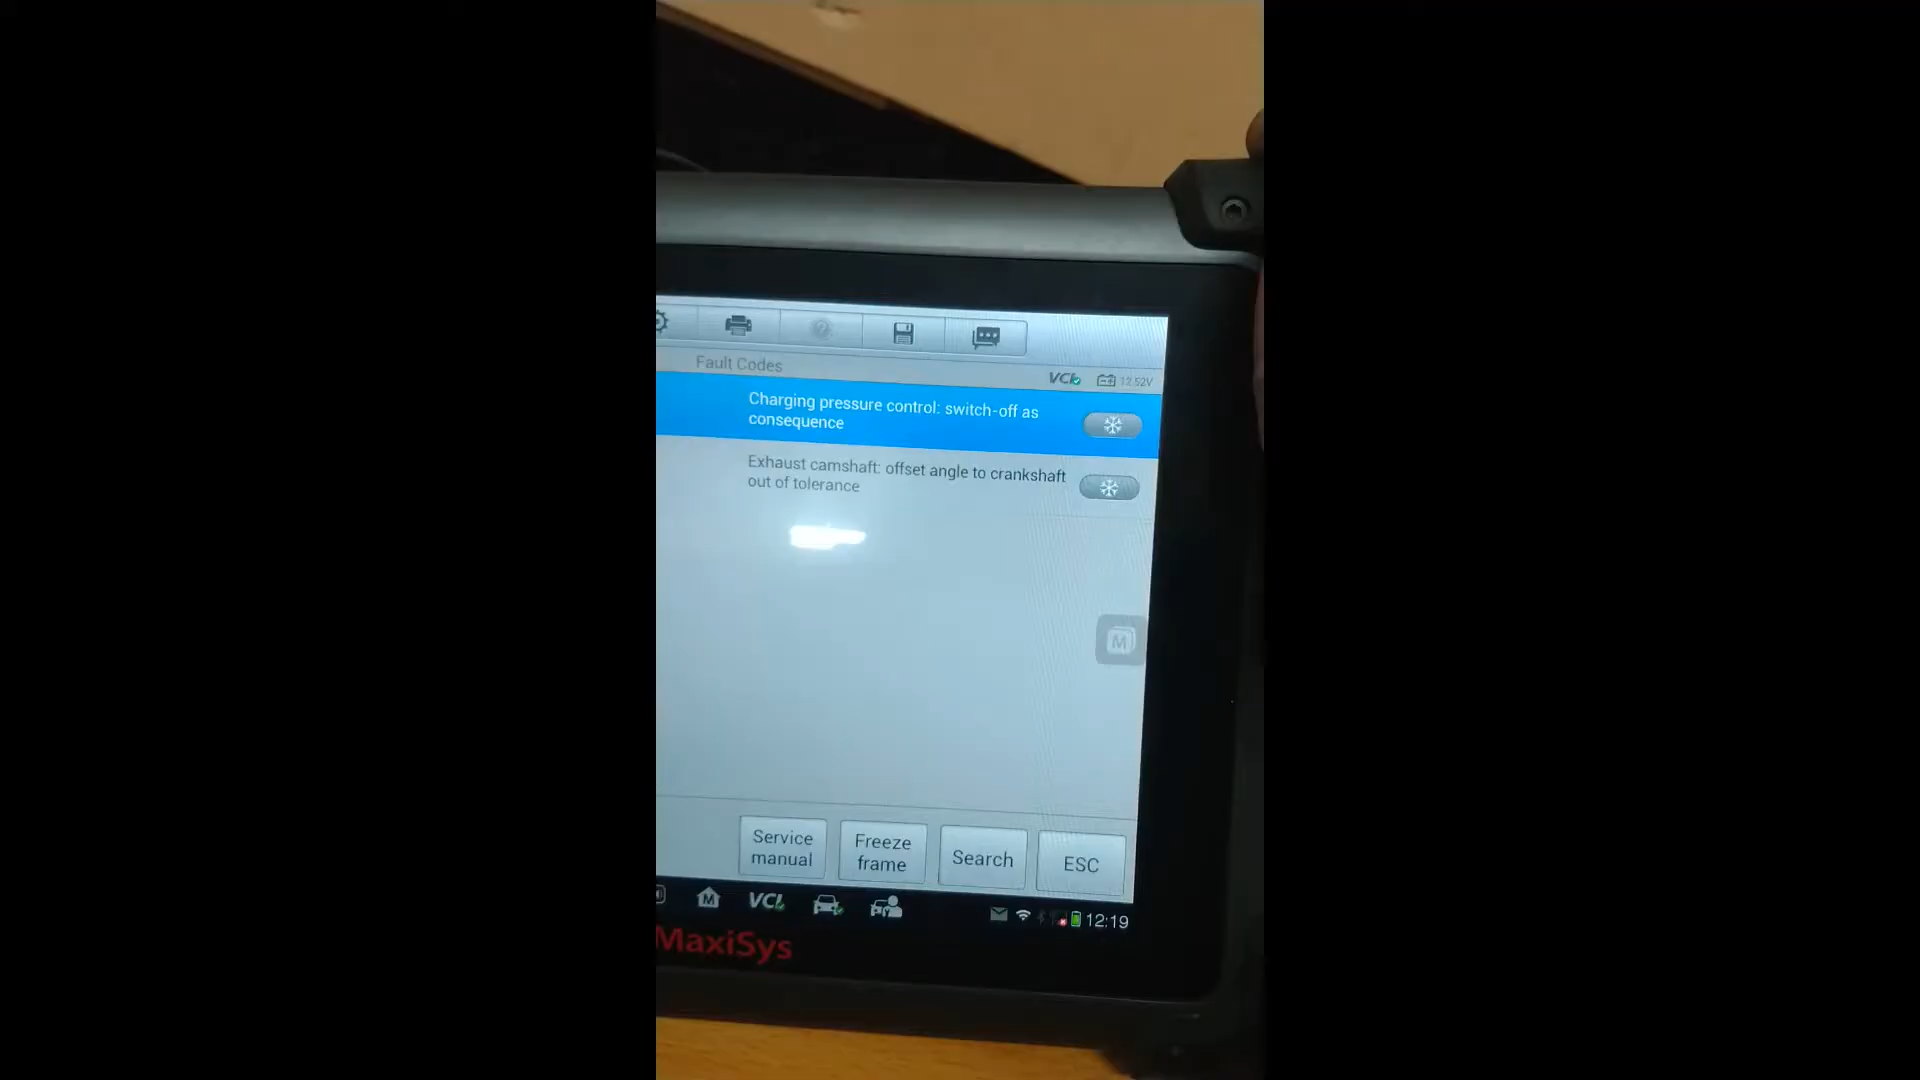 Fault Codes
VCI
12.52V
Charging pressure control: switch-off as
consequence
Exhaust camshaft: offset angle to crankshaft
out of tolerance
M
Service
manual
Freeze
frame
Search
ESC
M
VCI
12:19
MaxiSys